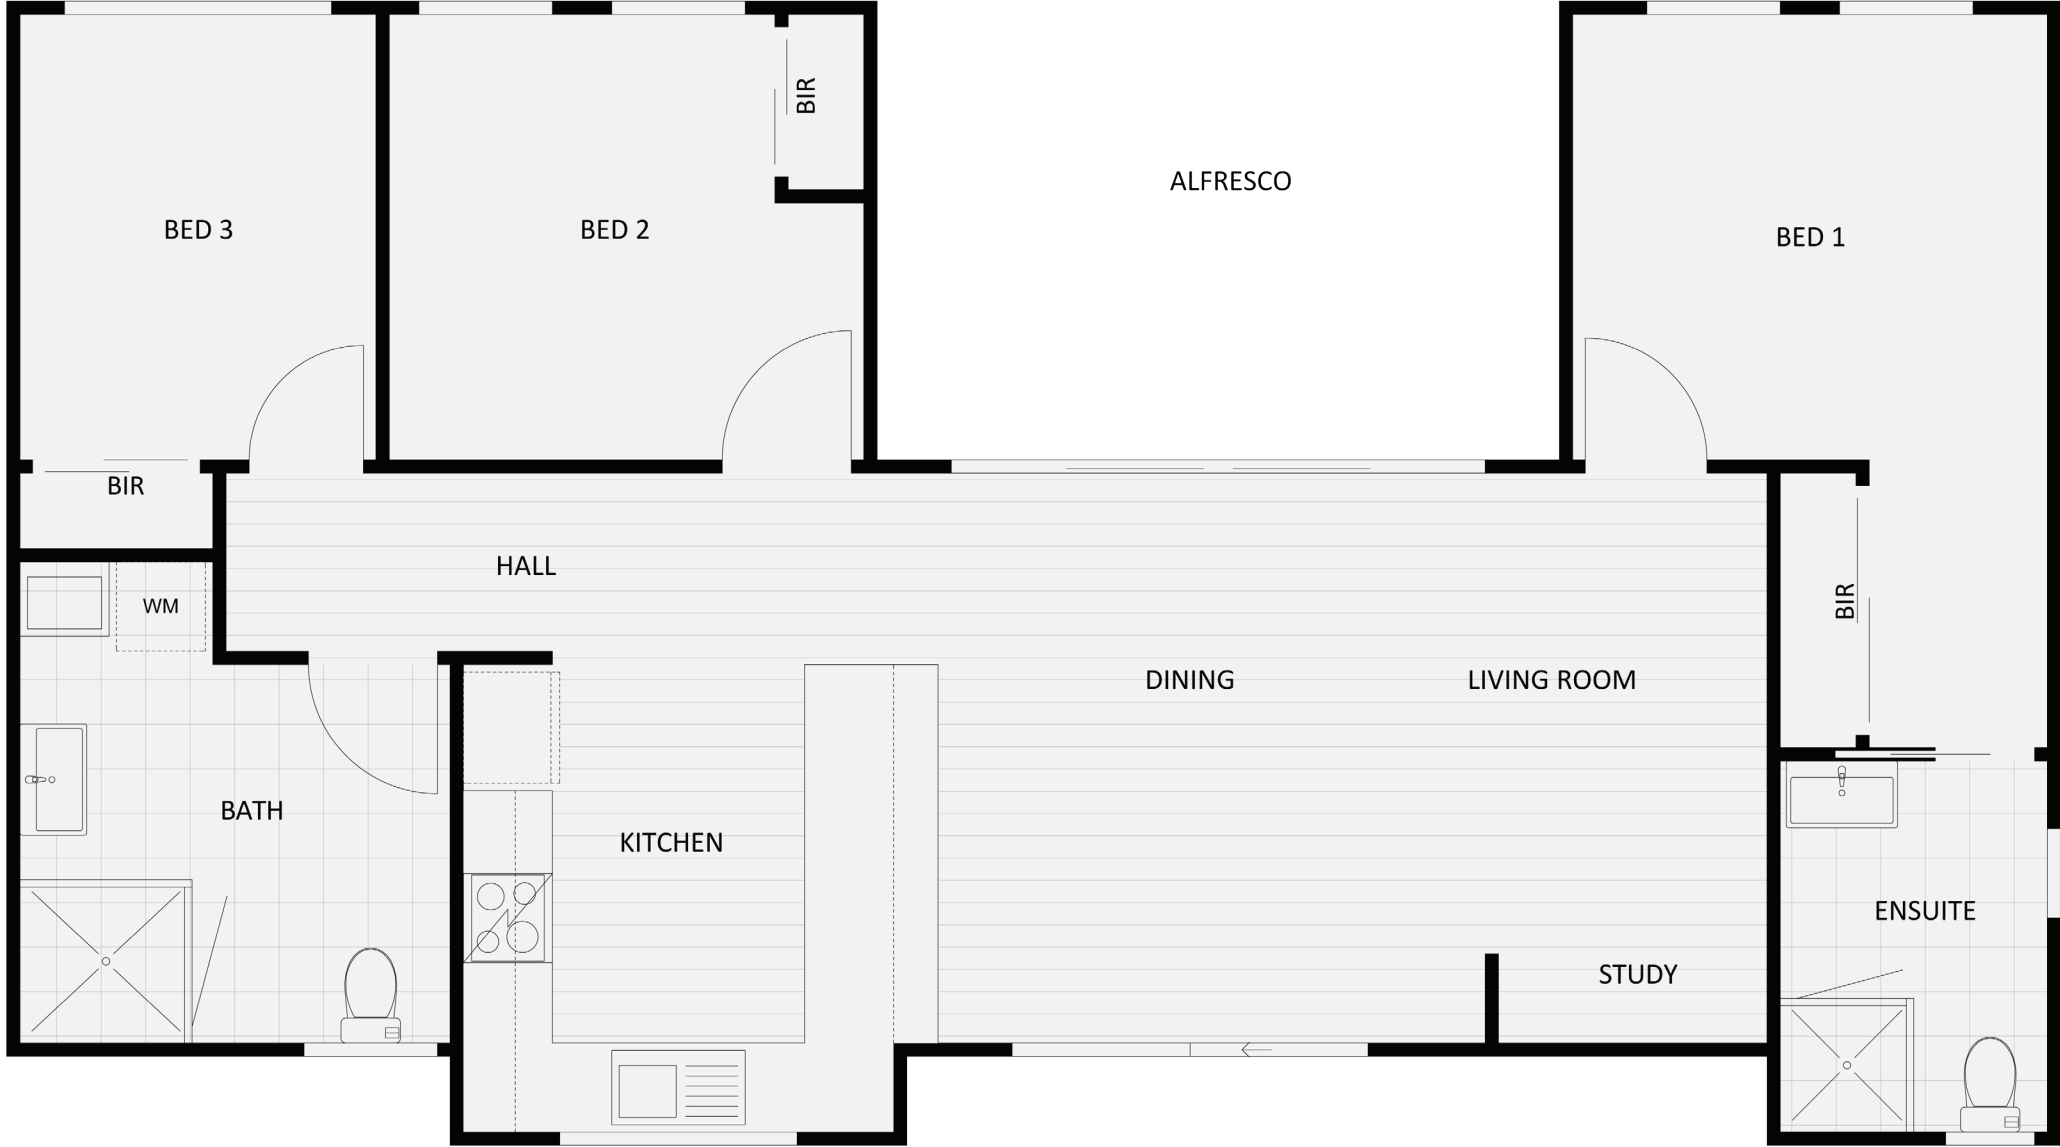 BIR
ALFRESCO
BED 3
BED 2
BED 1
BIR
HALL
WM
BIR
DINING
LIVING ROOM
BATH
KITCHEN
ENSUITE
STUDY